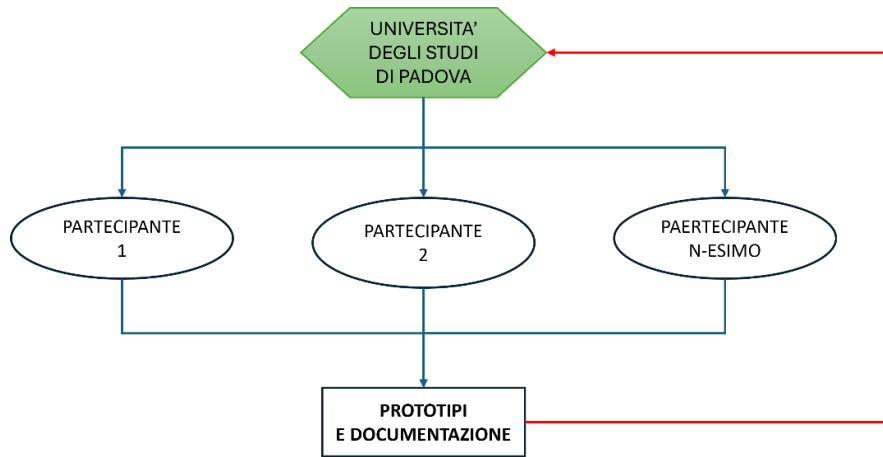 UNIVERSITA’
DEGLI STUDI
DI PADOVA
PARTECIPANTE
1
PARTECIPANTE
2
PAERTECIPANTE
N-ESIMO
PROTOTIPI
E DOCUMENTAZIONE